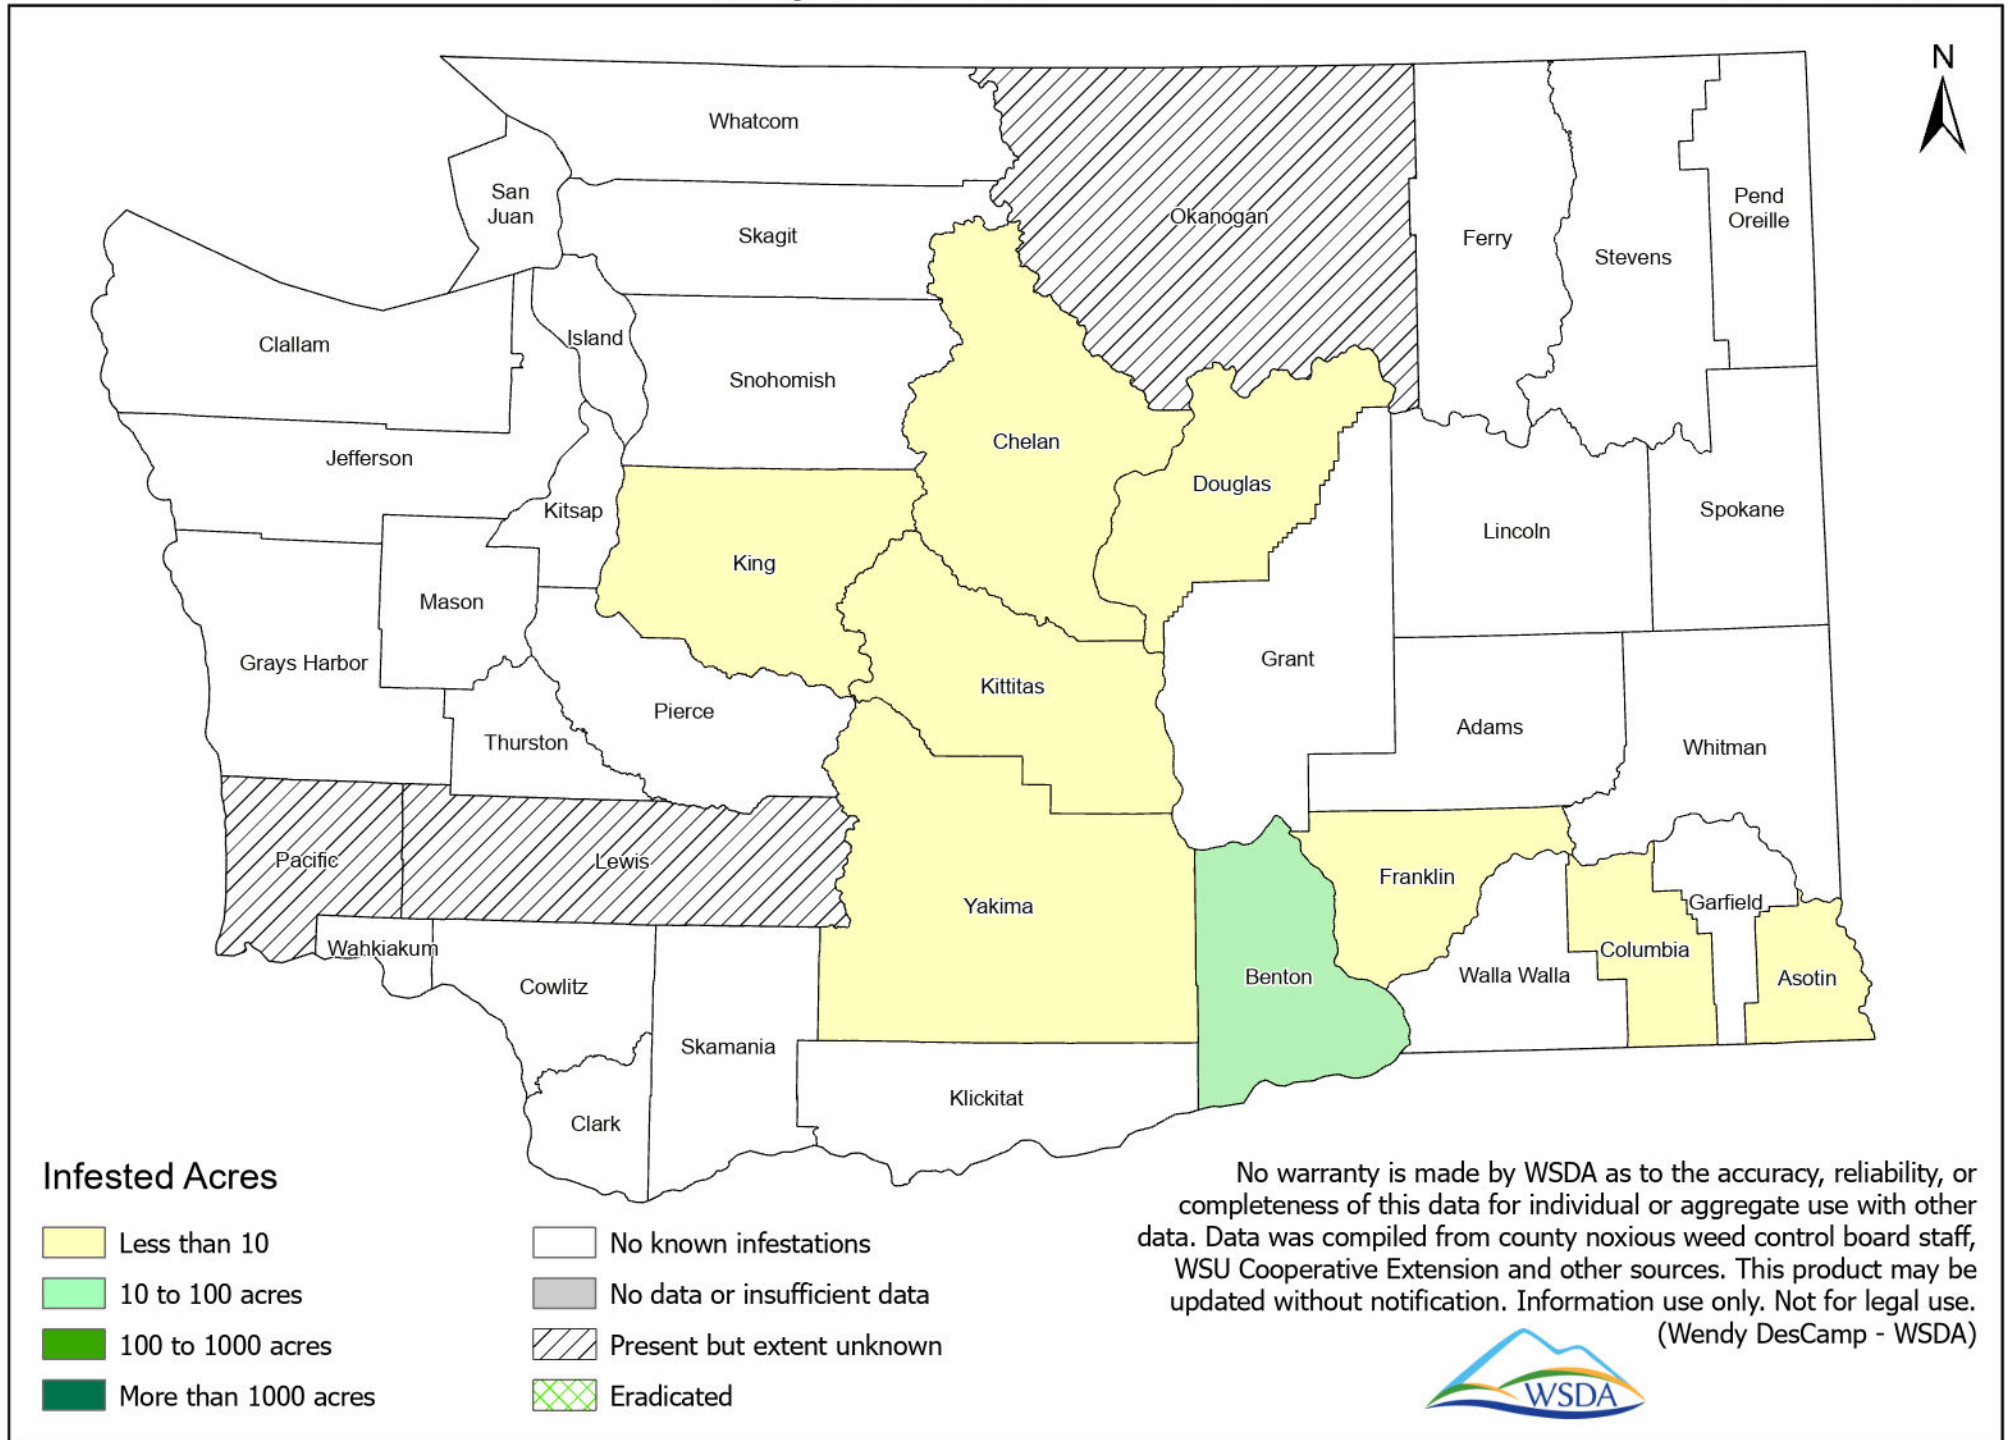 N
Whatcom
San
Juan
Okanogan
Pend
Oreille
Skagit
Ferry
Stevens
Island
Clallam
Snohomish
Chelan
Jefferson
Douglas
Kitsap
Spokane
Lincoln
King
Mason
Grant
Grays Harbor
Kittitas
Pierce
Adams
Thurston
Whitman
Pacific
Lewis
Franklin
Yakima
Garfield
Wahkiakum
Columbia
Benton
Walla Walla
Asotin
Cowlitz
Skamania
Klickitat
Clark
Infested Acres
Less than 10
10 to 100 acres
100 to 1000 acres
More than 1000 acres
No known infestations
No data or insufficient data
Present but extent unknown
Eradicated
No warranty is made by WSDA as to the accuracy, reliability, or
completeness of this data for individual or aggregate use with other
data. Data was compiled from county noxious weed control board staff,
WSU Cooperative Extension and other sources. This product may be
updated without notification. Information use only. Not for legal use.
(Wendy DesCamp - WSDA)
WSDA